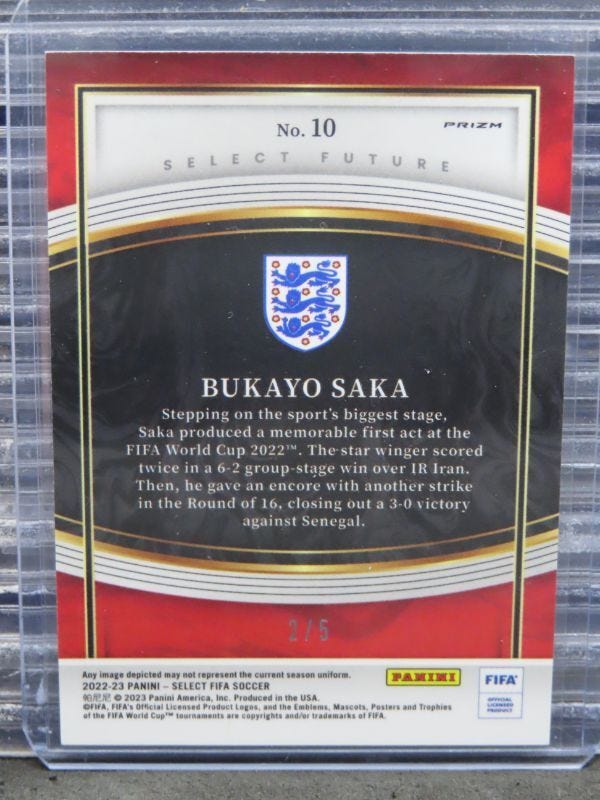 No. 10
PRIZM
SELECT FUTURE
BUKAYO SAKA
Stepping on the sport's biggest stage,
Saka produced a memorable first act at the
FIFA World Cup 2022™. The star winger scored
twice in a 6-2 group-stage win over IR Iran.
Then, he gave an encore with another strike
in the Round of 16, closing out a 3-0 victory
against Senegal.
2/5
Any image depicted may not represent the current season uniform.
2022-23 PANINI – SELECT FIFA SOCCER
帕尼尼 © 2023 Panini America, Inc. Produced in the USA.
©FIFA, FIFA's Official Licensed Product Logos, and the Emblems, Mascots, Posters and Trophies
of the FIFA World Cup™ tournaments are copyrights and/or trademarks of FIFA.
PANINI
FIFA
OFFICIAL
LICENSED
PRODUCT